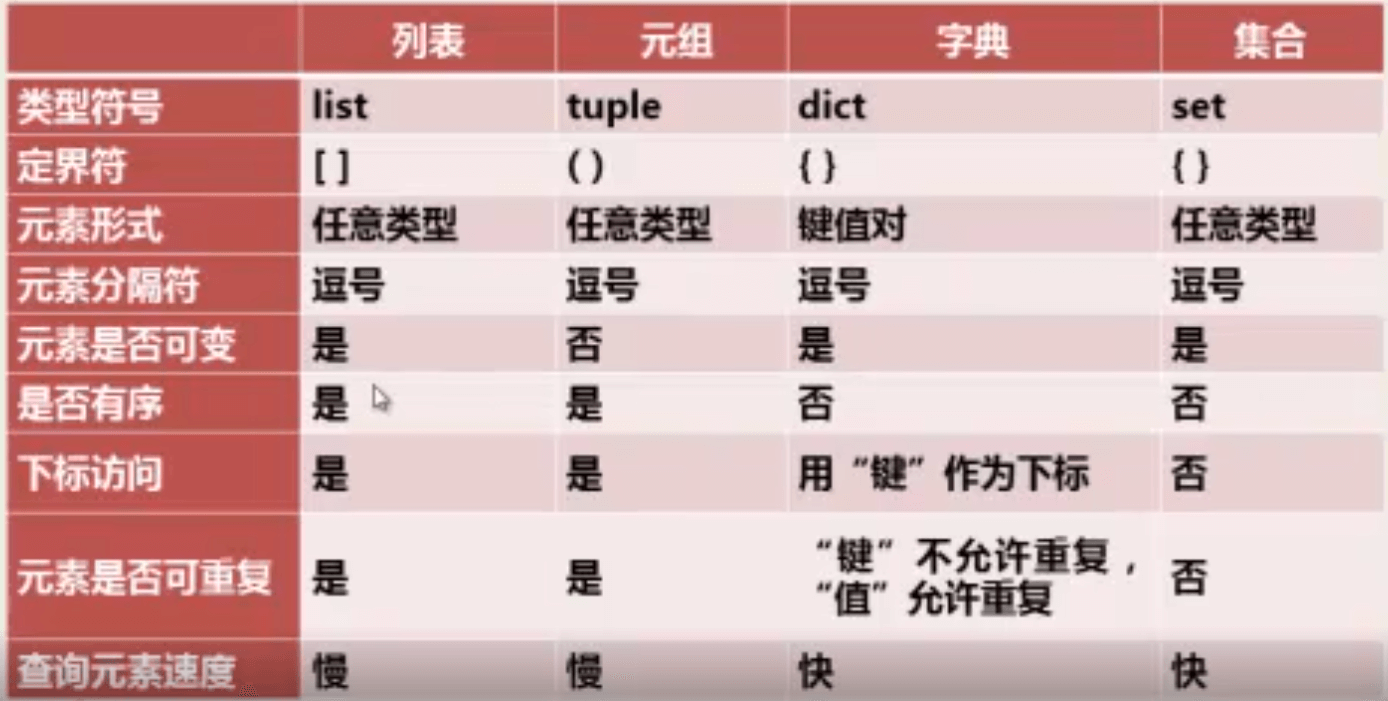 列表 元组 字典 集合
类型符号 list tuple dict set
定界符 [ ] ( ) { } { }
元素形式 任意类型 任意类型 键值对 任意类型
元素分隔符 逗号 逗号 逗号 逗号
元素是否可变 是 否 是 是
是否有序 是 是 否 否
下标访问 是 是 用“键”作为下标 否
元素是否可重复 是 是 “键”不允许重复，
“值”允许重复 否
查询元素速度 慢 慢 快 快